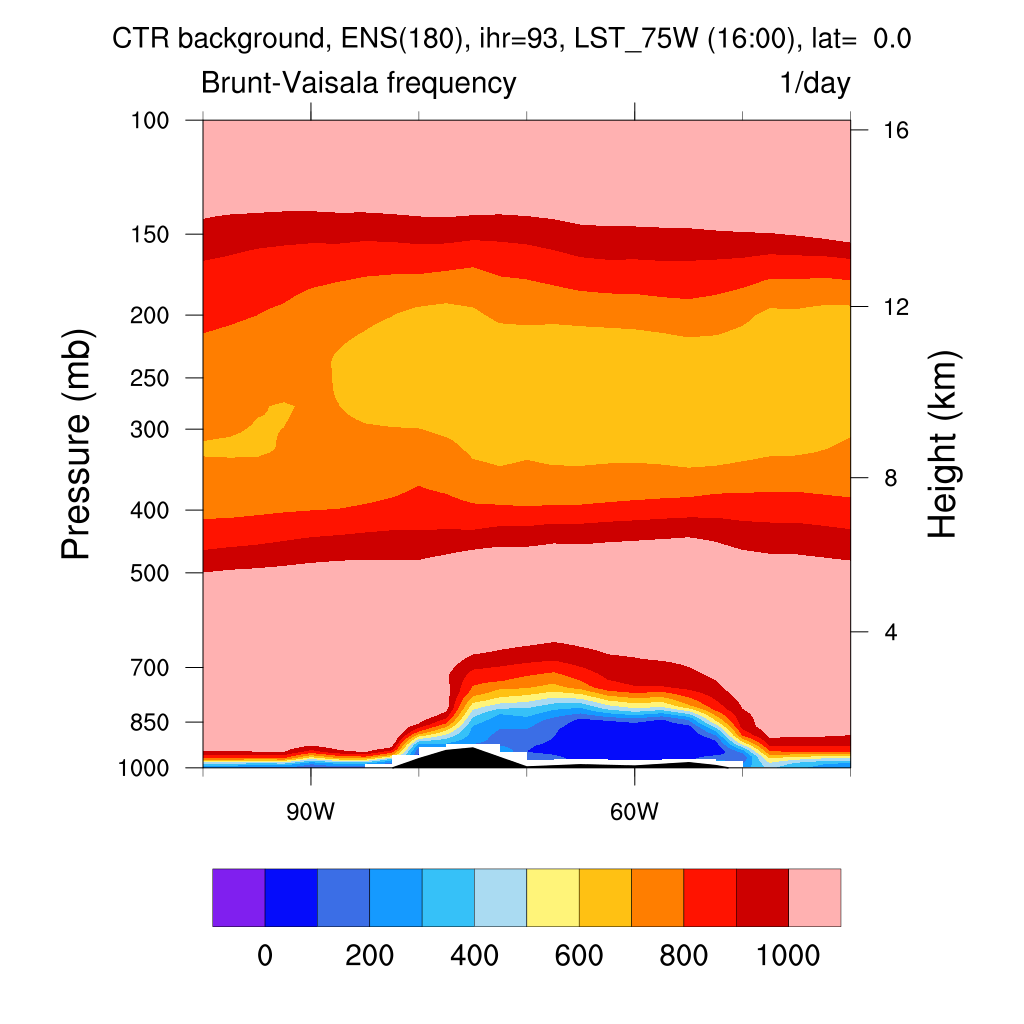 CTR background, ENS(180), ihr=93, LST_75W (16:00), lat=  0.0
Brunt-Vaisala frequency 1/day
100
150
200
250
300
400
500
700
850
1000
Pressure (mb)
16
12
8
4
Height (km)
90W 60W
0 200 400 600 800 1000